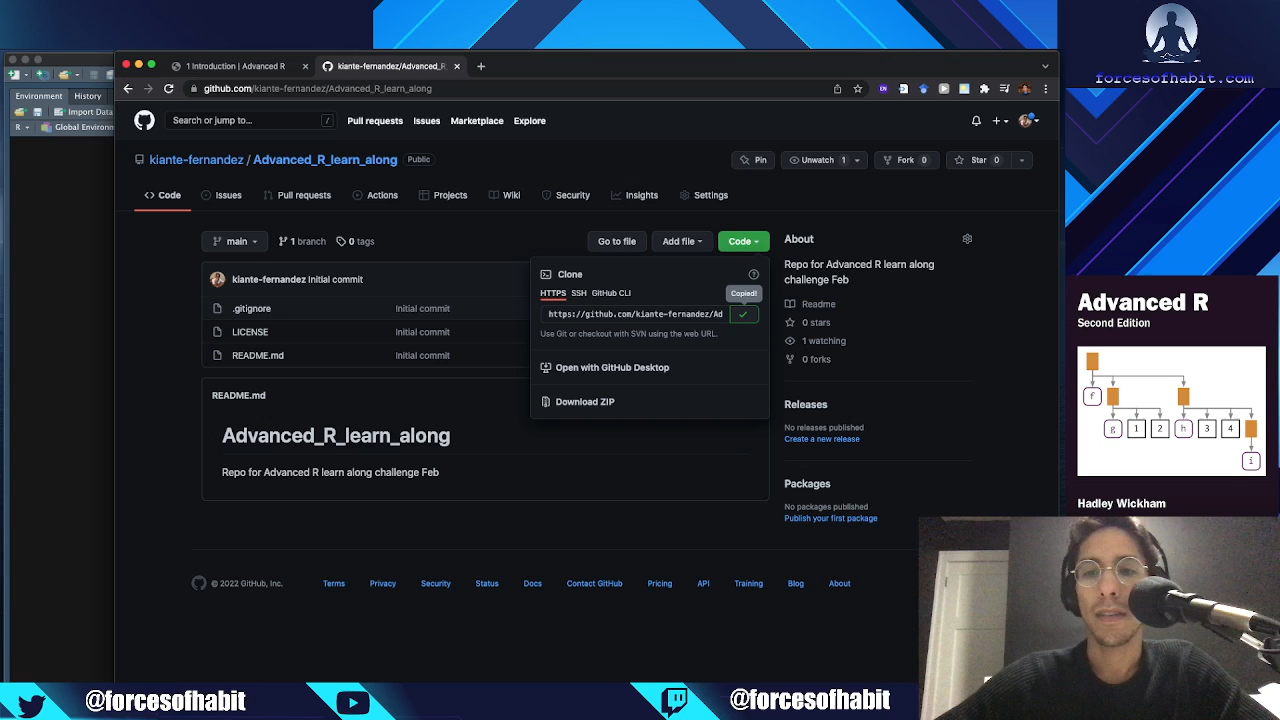 forcesofhabit.com
Environment
History
Import Data
R
Global Environm
1 Introduction | Advanced R
kiante-fernandez/Advanced_R_
github.com/kiante-fernandez/Advanced_R_learn_along
Search or jump to...
/
Pull requests
Issues
Marketplace
Explore
kiante-fernandez / Advanced_R_learn_along
Public
Pin
Unwatch 1
Fork 0
Star 0
Code
Issues
Pull requests
Actions
Projects
Wiki
Security
Insights
Settings
main
1 branch
0 tags
Go to file
Add file
Code
kiante-fernandez Initial commit
.gitignore
Initial commit
LICENSE
Initial commit
README.md
Initial commit
Clone
HTTPS
SSH
GitHub CLI
Copied!
https://github.com/kiante-fernandez/Ad
Use Git or checkout with SVN using the web URL.
Open with GitHub Desktop
Download ZIP
README.md
Advanced_R_learn_along
Repo for Advanced R learn along challenge Feb
About
Repo for Advanced R learn along
challenge Feb
Readme
0 stars
1 watching
0 forks
Releases
No releases published
Create a new release
Packages
No packages published
Publish your first package
© 2022 GitHub, Inc.
Terms
Privacy
Security
Status
Docs
Contact GitHub
Pricing
API
Training
Blog
About
Advanced R
Second Edition
f
g
1
2
h
3
4
i
Hadley Wickham
@forcesofhabit
@forcesofhabit